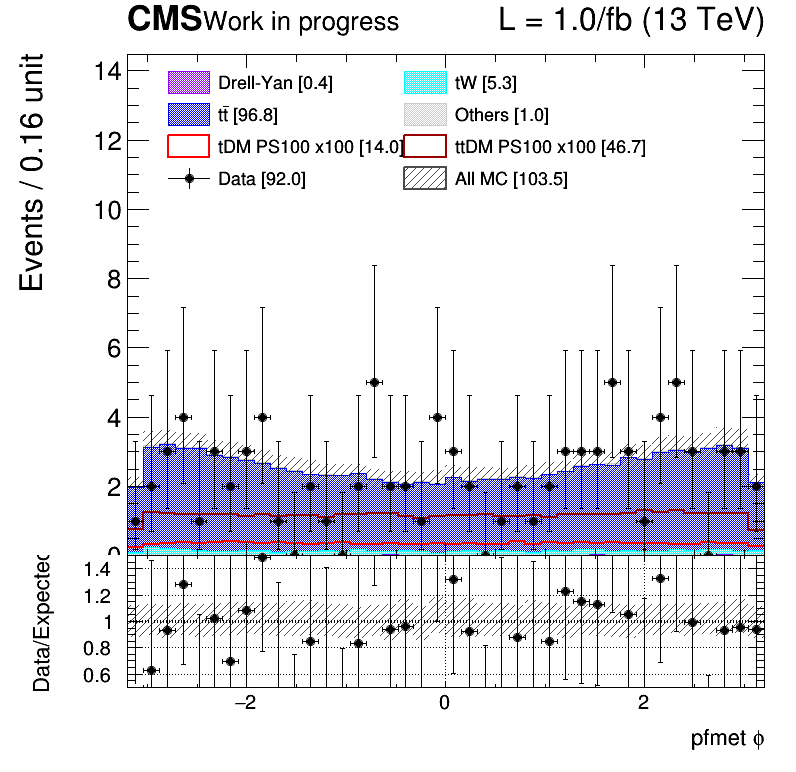 CMS Work in progress L = 1.0/fb (13 TeV)
Events / 0.16 unit
14
12
10
8
6
4
2
0
Drell-Yan [0.4] tW [5.3]
tt̄ [96.8] Others [1.0]
tDM PS100 x100 [14.0] ttDM PS100 x100 [46.7]
Data [92.0] All MC [103.5]
Data/Expected
1.4
1.2
1
0.8
0.6
−2 0 2
pfmet ϕ